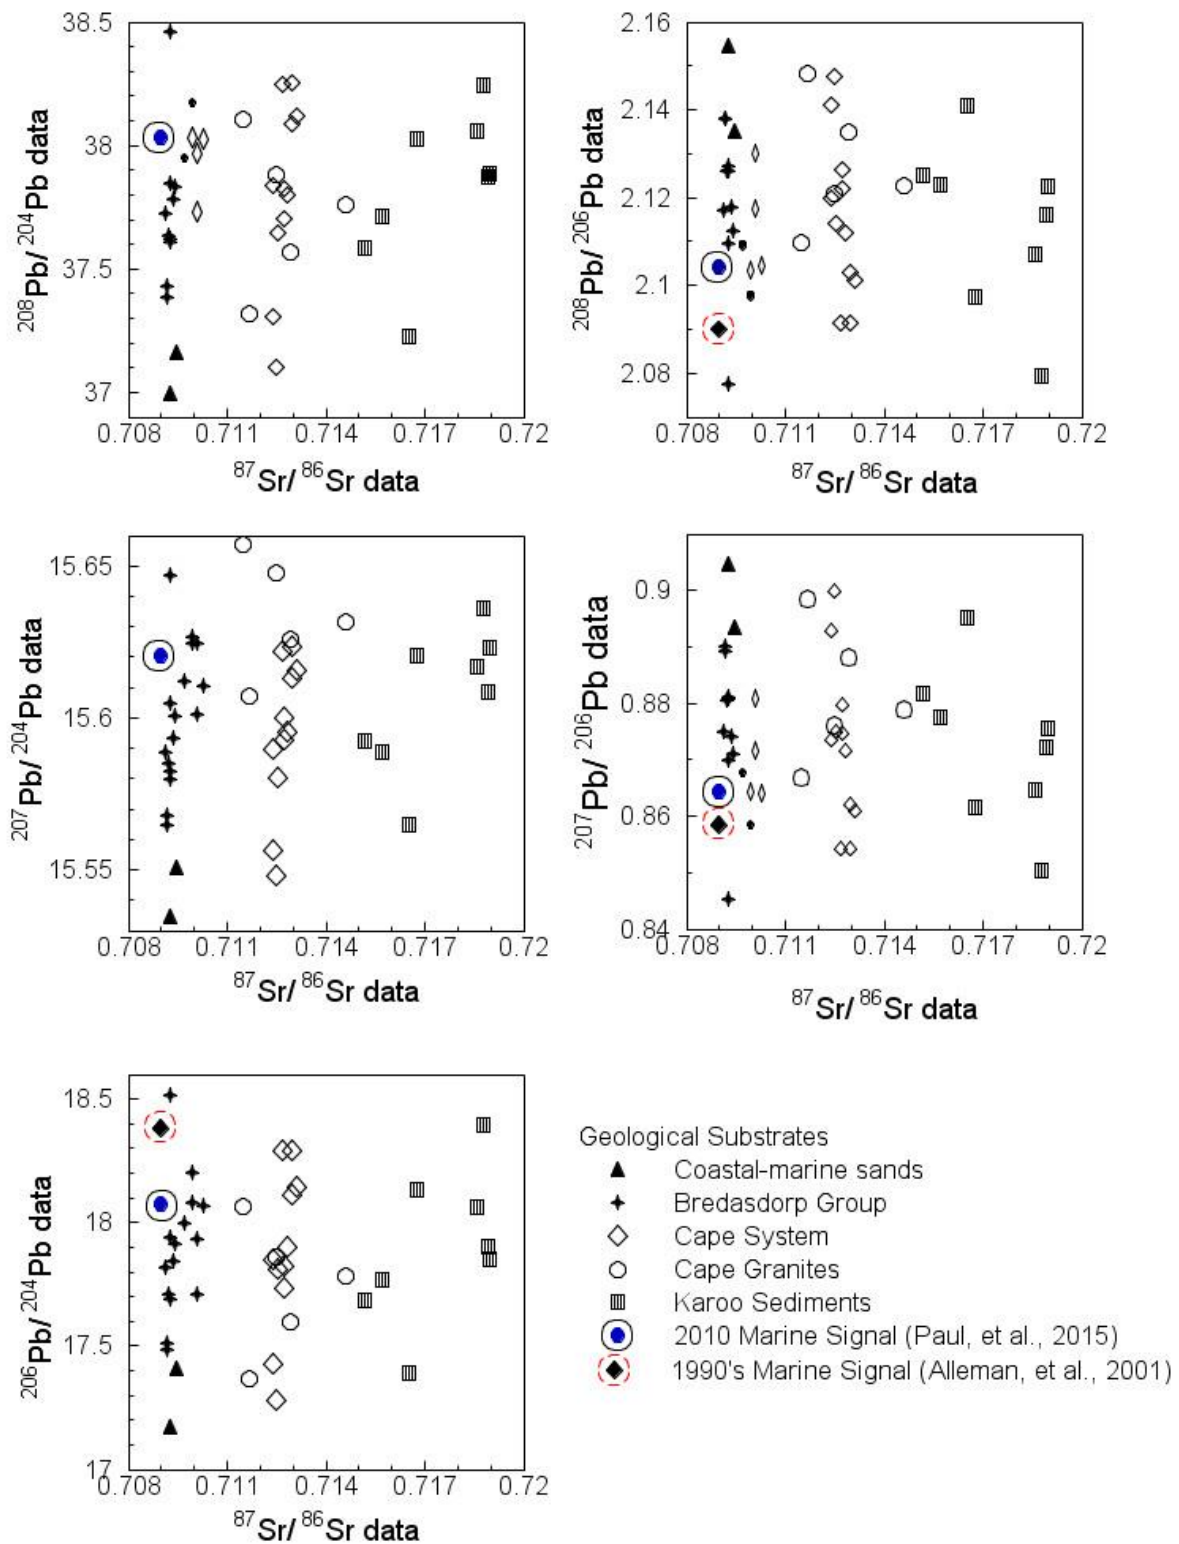 38.5
38
37.5
37
0.708 0.711 0.714 0.717 0.72
208Pb/ 204Pb data
87Sr/ 86Sr data
2.16
2.14
2.12
2.1
2.08
0.708 0.711 0.714 0.717 0.72
208Pb/ 206Pb data
87Sr/ 86Sr data
15.65
15.6
15.55
0.708 0.711 0.714 0.717 0.72
207Pb/ 204Pb data
87Sr/ 86Sr data
0.9
0.88
0.86
0.84
0.708 0.711 0.714 0.717 0.72
207Pb/ 206Pb data
87Sr/ 86Sr data
18.5
18
17.5
17
0.708 0.711 0.714 0.717 0.72
206Pb/ 204Pb data
87Sr/ 86Sr data
Geological Substrates
Coastal-marine sands
Bredasdorp Group
Cape System
Cape Granites
Karoo Sediments
2010 Marine Signal (Paul, et al., 2015)
1990's Marine Signal (Alleman, et al., 2001)